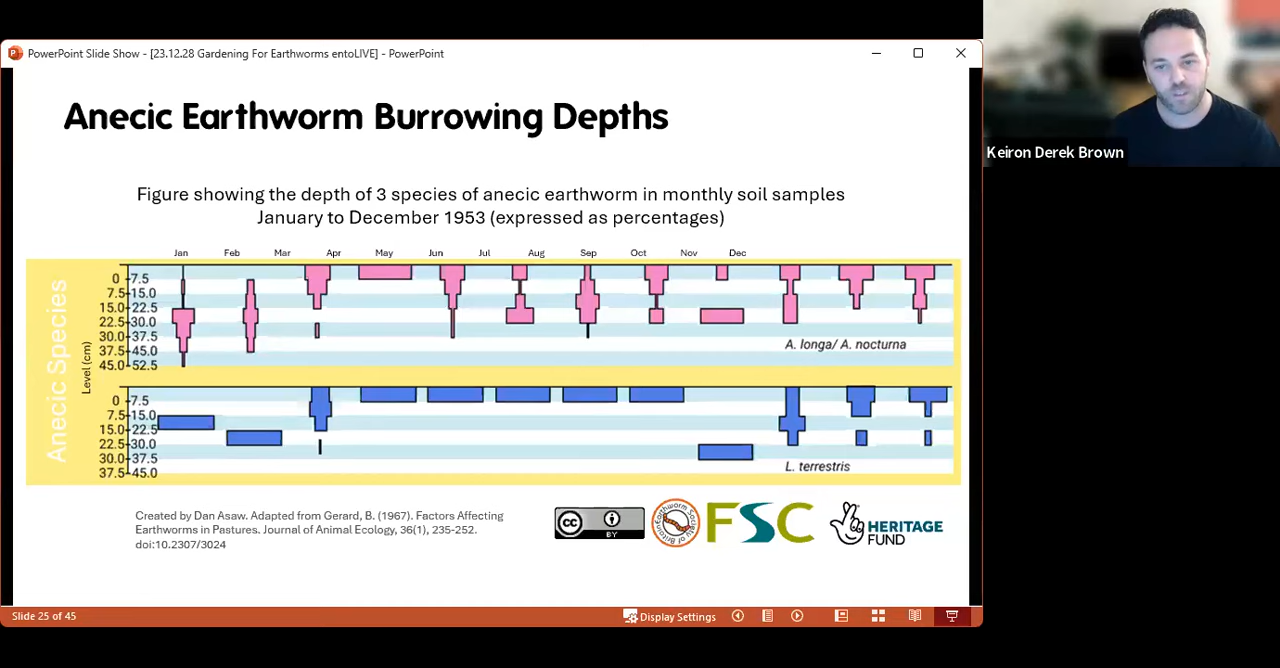 PowerPoint Slide Show - [23.12.28 Gardening For Earthworms entoLIVE] - PowerPoint
Keiron Derek Brown
Anecic Earthworm Burrowing Depths
Figure showing the depth of 3 species of anecic earthworm in monthly soil samples
January to December 1953 (expressed as percentages)
Jan Feb Mar Apr May Jun Jul Aug Sep Oct Nov Dec
Anecic Species
Level (cm)
0 -7.5
7.5-15.0
15.0-22.5
22.5-30.0
30.0-37.5
37.5-45.0
45.0-52.5
A. longa/ A. nocturna
0 -7.5
7.5-15.0
15.0-22.5
22.5-30.0
30.0-37.5
37.5-45.0
L. terrestris
Created by Dan Asaw. Adapted from Gerard, B. (1967). Factors Affecting
Earthworms in Pastures. Journal of Animal Ecology, 36(1), 235-252.
doi:10.2307/3024
CC
BY
Earthworm Society of Britain
FSC
HERITAGE
FUND
Slide 25 of 45
Display Settings